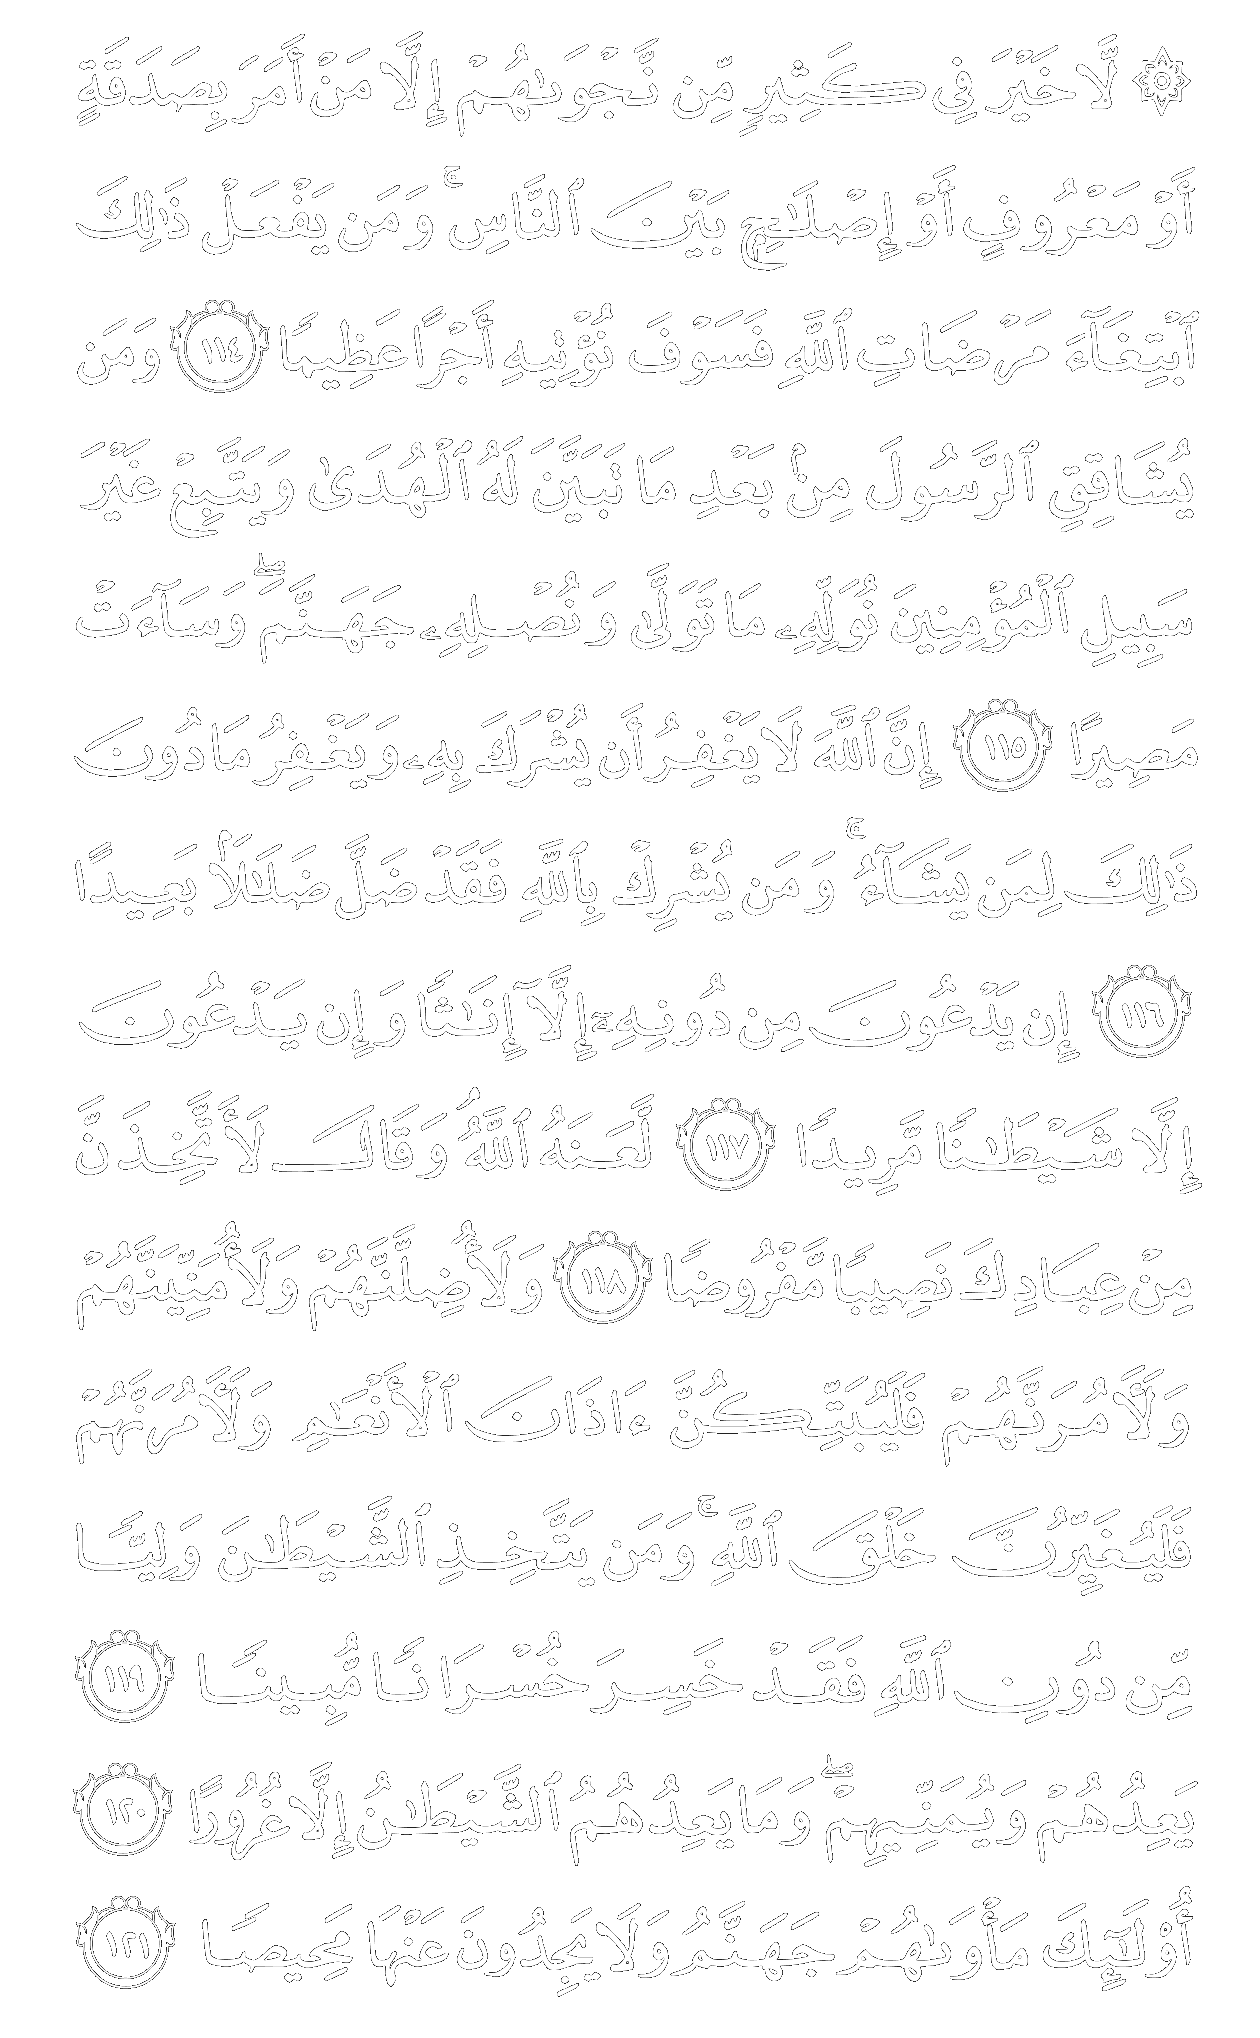 ۞ لَّا خَيْرَ فِى كَثِيرٍ مِّن نَّجْوَىٰهُمْ إِلَّا مَنْ أَمَرَ بِصَدَقَةٍ
أَوْ مَعْرُوفٍ أَوْ إِصْلَـٰحٍۭ بَيْنَ ٱلنَّاسِ ۚ وَمَن يَفْعَلْ ذَٰلِكَ
ٱبْتِغَآءَ مَرْضَاتِ ٱللَّهِ فَسَوْفَ نُؤْتِيهِ أَجْرًا عَظِيمًا ١١٤ وَمَن
يُشَاقِقِ ٱلرَّسُولَ مِنۢ بَعْدِ مَا تَبَيَّنَ لَهُ ٱلْهُدَىٰ وَيَتَّبِعْ غَيْرَ
سَبِيلِ ٱلْمُؤْمِنِينَ نُوَلِّهِۦ مَا تَوَلَّىٰ وَنُصْلِهِۦ جَهَنَّمَ ۖ وَسَآءَتْ
مَصِيرًا ١١٥ إِنَّ ٱللَّهَ لَا يَغْفِرُ أَن يُشْرَكَ بِهِۦ وَيَغْفِرُ مَا دُونَ
ذَٰلِكَ لِمَن يَشَآءُ ۚ وَمَن يُشْرِكْ بِٱللَّهِ فَقَدْ ضَلَّ ضَلَـٰلًۢا بَعِيدًا
١١٦ إِن يَدْعُونَ مِن دُونِهِۦٓ إِلَّآ إِنَـٰثًا وَإِن يَدْعُونَ
إِلَّا شَيْطَـٰنًا مَّرِيدًا ١١٧ لَّعَنَهُ ٱللَّهُ ۘ وَقَالَ لَأَتَّخِذَنَّ
مِنْ عِبَادِكَ نَصِيبًا مَّفْرُوضًا ١١٨ وَلَأُضِلَّنَّهُمْ وَلَأُمَنِّيَنَّهُمْ
وَلَـَٔامُرَنَّهُمْ فَلَيُبَتِّكُنَّ ءَاذَانَ ٱلْأَنْعَـٰمِ وَلَـَٔامُرَنَّهُمْ
فَلَيُغَيِّرُنَّ خَلْقَ ٱللَّهِ ۚ وَمَن يَتَّخِذِ ٱلشَّيْطَـٰنَ وَلِيًّا
مِّن دُونِ ٱللَّهِ فَقَدْ خَسِرَ خُسْرَانًا مُّبِينًا ١١٩
يَعِدُهُمْ وَيُمَنِّيهِمْ ۖ وَمَا يَعِدُهُمُ ٱلشَّيْطَـٰنُ إِلَّا غُرُورًا ١٢٠
أُو۟لَـٰٓئِكَ مَأْوَىٰهُمْ جَهَنَّمُ وَلَا يَجِدُونَ عَنْهَا مَحِيصًا ١٢١